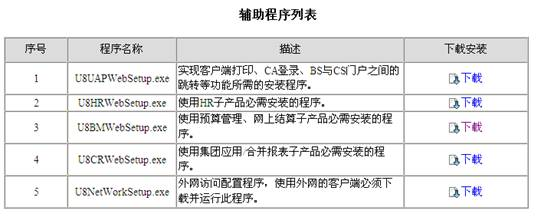 辅助程序列表
序号 程序名称 描述 下载安装
1 U8UAPWebSetup.exe 实现客户端打印、CA登录、BS与CS门户之间的
跳转等功能所需的安装程序。 下载
2 U8HRWebSetup.exe 使用HR子产品必需安装的程序。 下载
3 U8BMWebSetup.exe 使用预算管理、网上结算子产品必需安装的程
序。 下载
4 U8CRWebSetup.exe 使用集团应用/合并报表子产品必需安装的程
序。 下载
5 U8NetWorkSetup.exe 外网访问配置程序，使用外网的客户端必须下
载并运行此程序。 下载